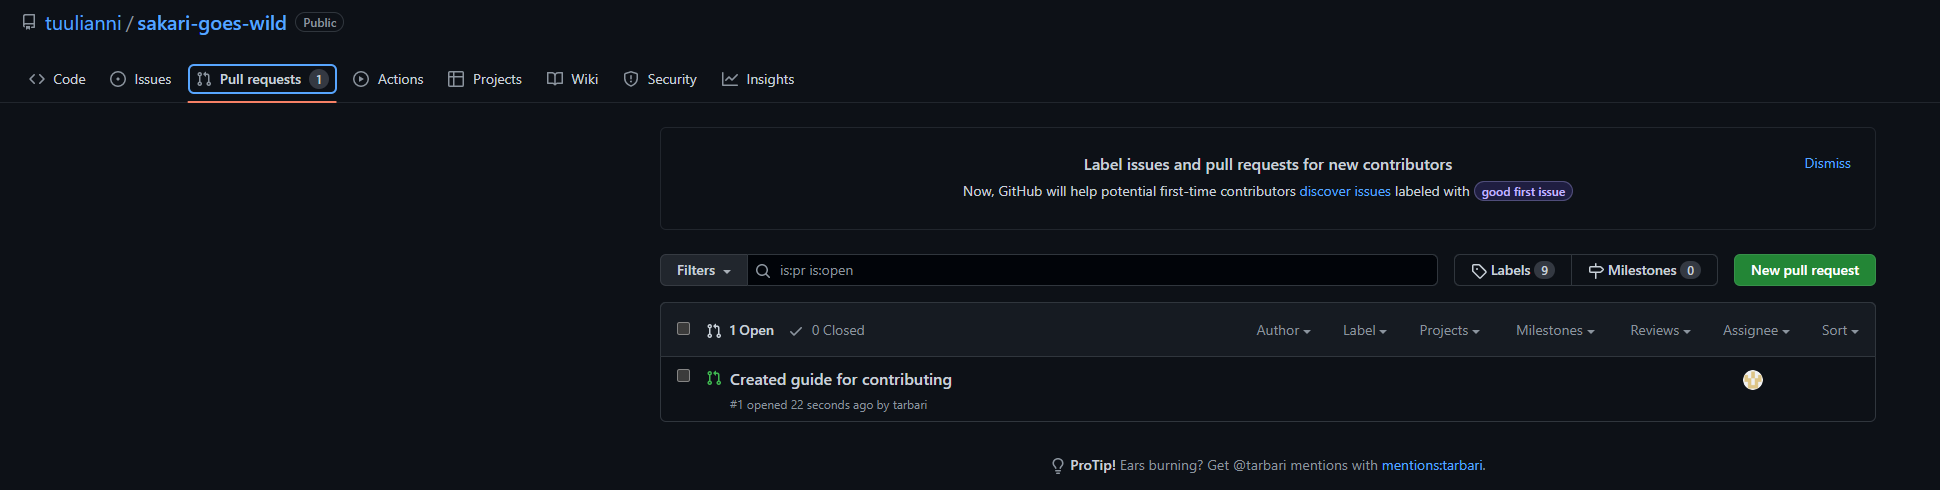 tuulianni / sakari-goes-wild Public
Code Issues Pull requests 1 Actions Projects Wiki Security Insights
Label issues and pull requests for new contributors
Dismiss
Now, GitHub will help potential first-time contributors discover issues labeled with good first issue
Filters is:pr is:open Labels 9 Milestones 0 New pull request
1 Open 0 Closed Author Label Projects Milestones Reviews Assignee Sort
Created guide for contributing
#1 opened 22 seconds ago by tarbari
ProTip! Ears burning? Get @tarbari mentions with mentions:tarbari.